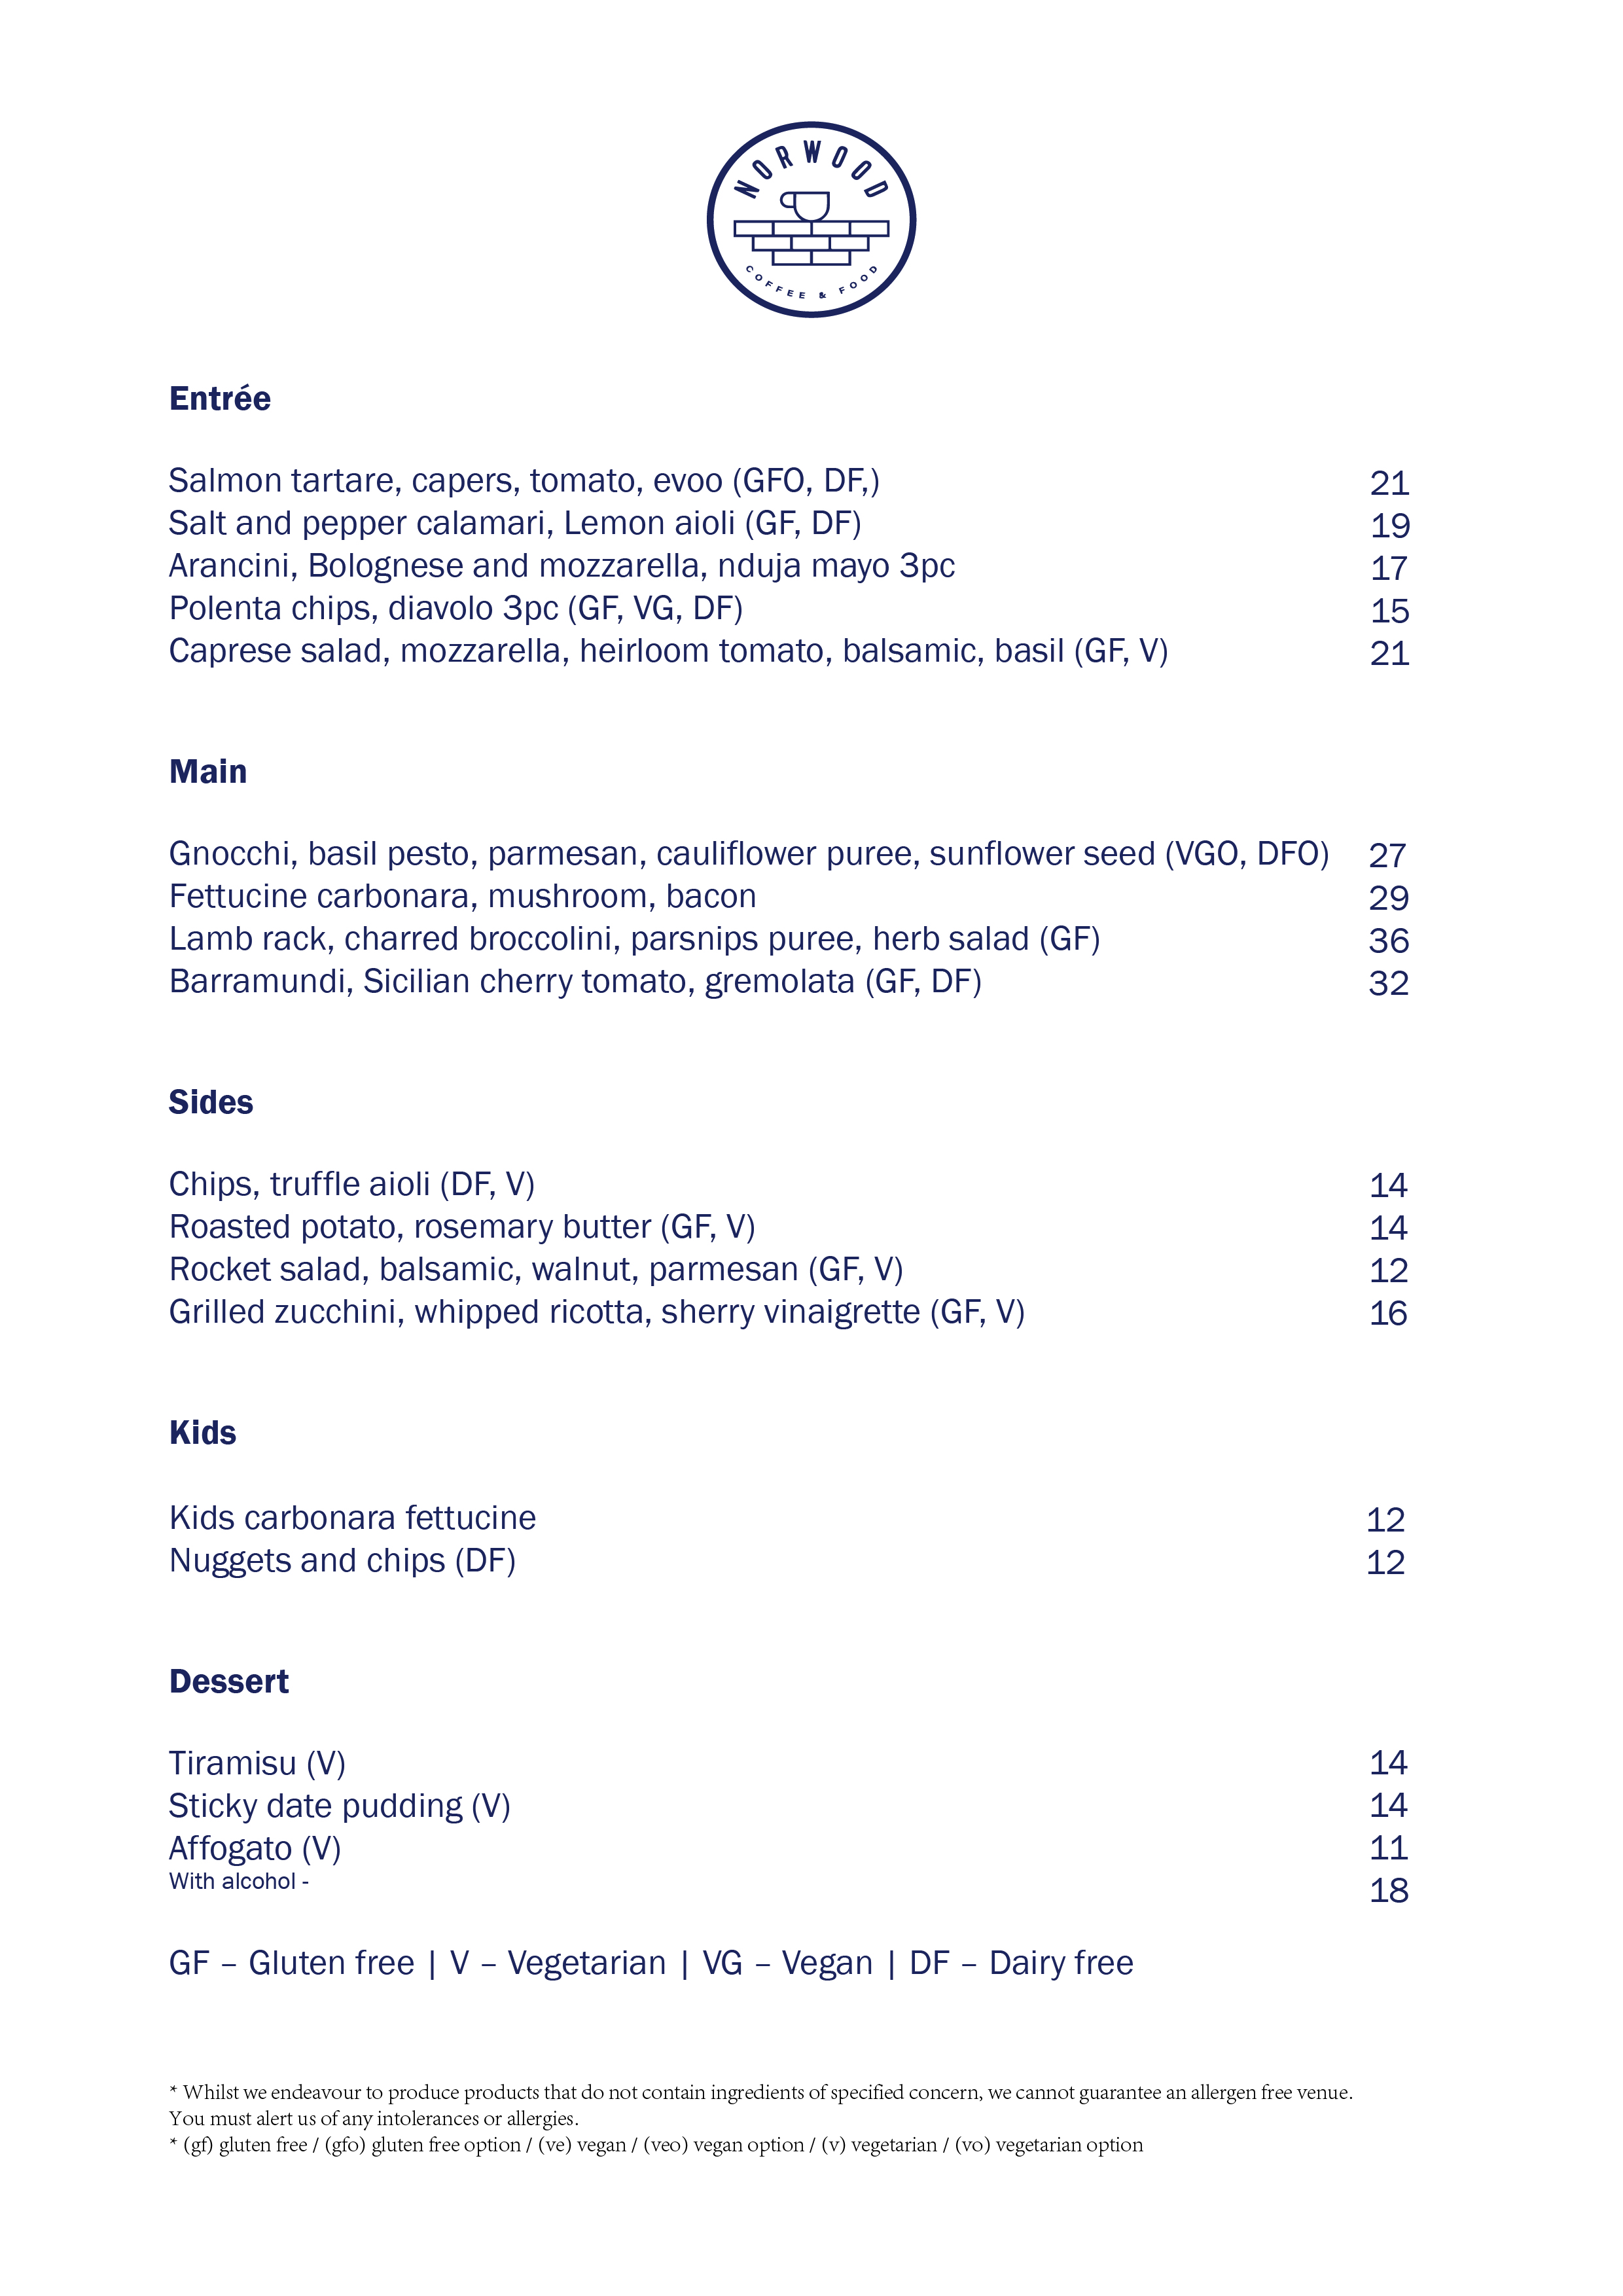 NORWOOD
COFFEE & FOOD
Entrée
Salmon tartare, capers, tomato, evoo (GFO, DF,) 21
Salt and pepper calamari, Lemon aioli (GF, DF) 19
Arancini, Bolognese and mozzarella, nduja mayo 3pc 17
Polenta chips, diavolo 3pc (GF, VG, DF) 15
Caprese salad, mozzarella, heirloom tomato, balsamic, basil (GF, V) 21
Main
Gnocchi, basil pesto, parmesan, cauliflower puree, sunflower seed (VGO, DFO) 27
Fettucine carbonara, mushroom, bacon 29
Lamb rack, charred broccolini, parsnips puree, herb salad (GF) 36
Barramundi, Sicilian cherry tomato, gremolata (GF, DF) 32
Sides
Chips, truffle aioli (DF, V) 14
Roasted potato, rosemary butter (GF, V) 14
Rocket salad, balsamic, walnut, parmesan (GF, V) 12
Grilled zucchini, whipped ricotta, sherry vinaigrette (GF, V) 16
Kids
Kids carbonara fettucine 12
Nuggets and chips (DF) 12
Dessert
Tiramisu (V) 14
Sticky date pudding (V) 14
Affogato (V) 11
With alcohol - 18
GF – Gluten free | V – Vegetarian | VG – Vegan | DF – Dairy free
* Whilst we endeavour to produce products that do not contain ingredients of specified concern, we cannot guarantee an allergen free venue.
You must alert us of any intolerances or allergies.
* (gf) gluten free / (gfo) gluten free option / (ve) vegan / (veo) vegan option / (v) vegetarian / (vo) vegetarian option